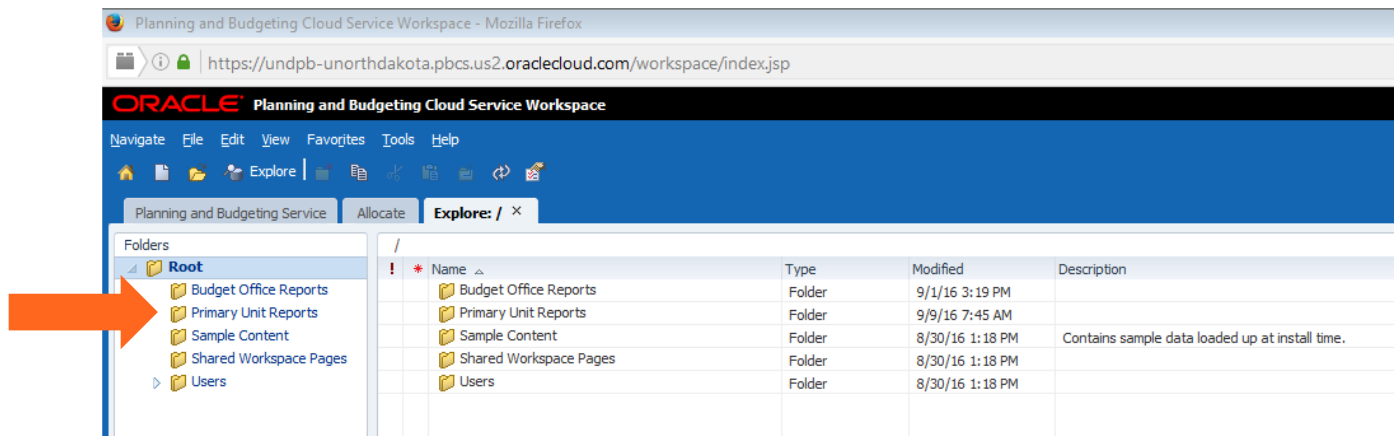 Planning and Budgeting Cloud Service Workspace - Mozilla Firefox
https://undpb-unorthdakota.pbcs.us2.oraclecloud.com/workspace/index.jsp
ORACLE Planning and Budgeting Cloud Service Workspace
Navigate File Edit View Favorites Tools Help
Explore
Planning and Budgeting Service Allocate Explore: / ×
Folders /
Root ! * Name Type Modified Description
Budget Office Reports Budget Office Reports Folder 9/1/16 3:19 PM
Primary Unit Reports Primary Unit Reports Folder 9/9/16 7:45 AM
Sample Content Sample Content Folder 8/30/16 1:18 PM Contains sample data loaded up at install time.
Shared Workspace Pages Shared Workspace Pages Folder 8/30/16 1:18 PM
Users Users Folder 8/30/16 1:18 PM